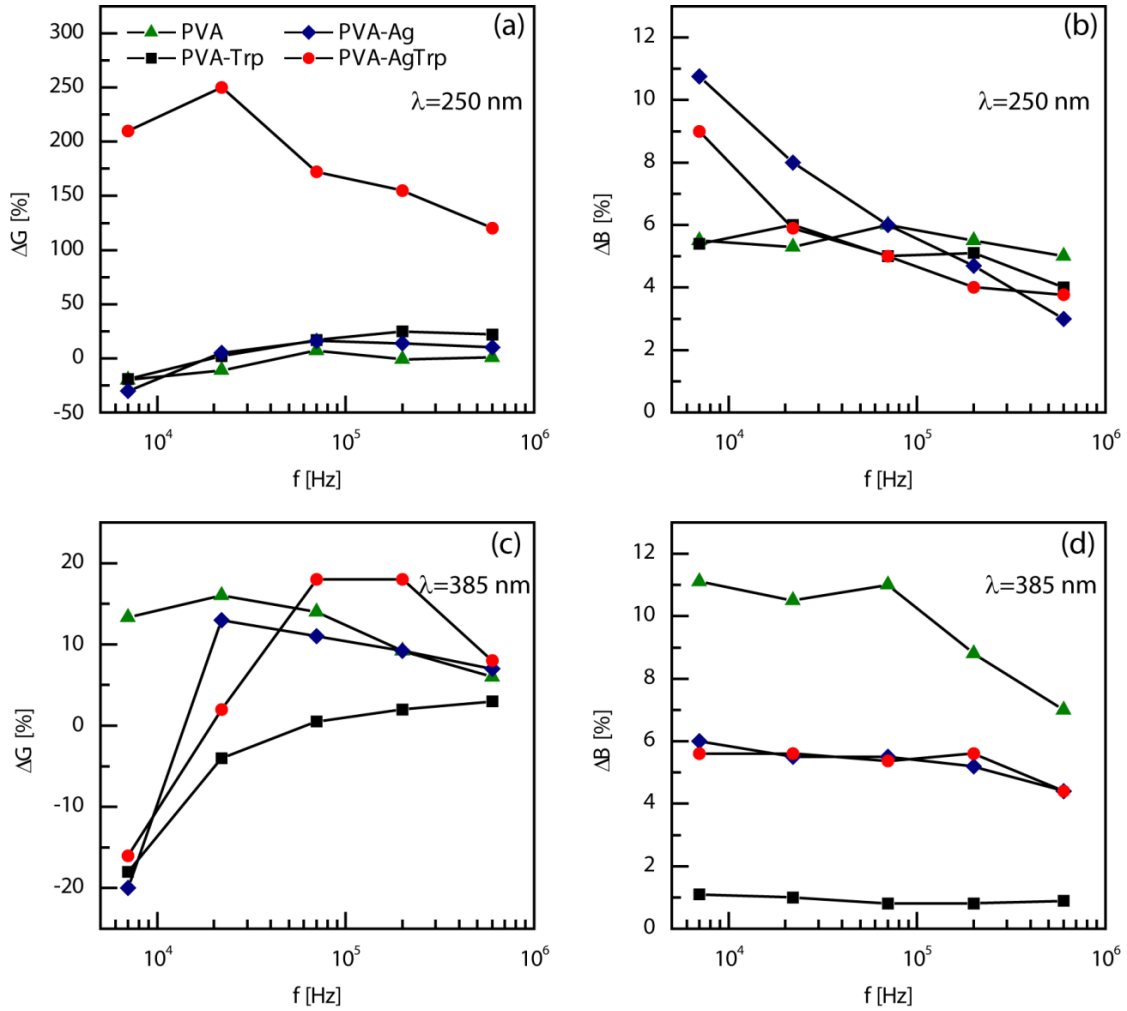 (a)
PVA
PVA-Ag
PVA-Trp
PVA-AgTrp
λ=250 nm
300
250
200
150
100
50
0
-50
ΔG [%]
10^4
10^5
10^6
f [Hz]
(b)
λ=250 nm
12
10
8
6
4
2
0
ΔB [%]
10^4
10^5
10^6
f [Hz]
(c)
λ=385 nm
20
10
0
-10
-20
ΔG [%]
10^4
10^5
10^6
f [Hz]
(d)
λ=385 nm
12
10
8
6
4
2
0
ΔB [%]
10^4
10^5
10^6
f [Hz]